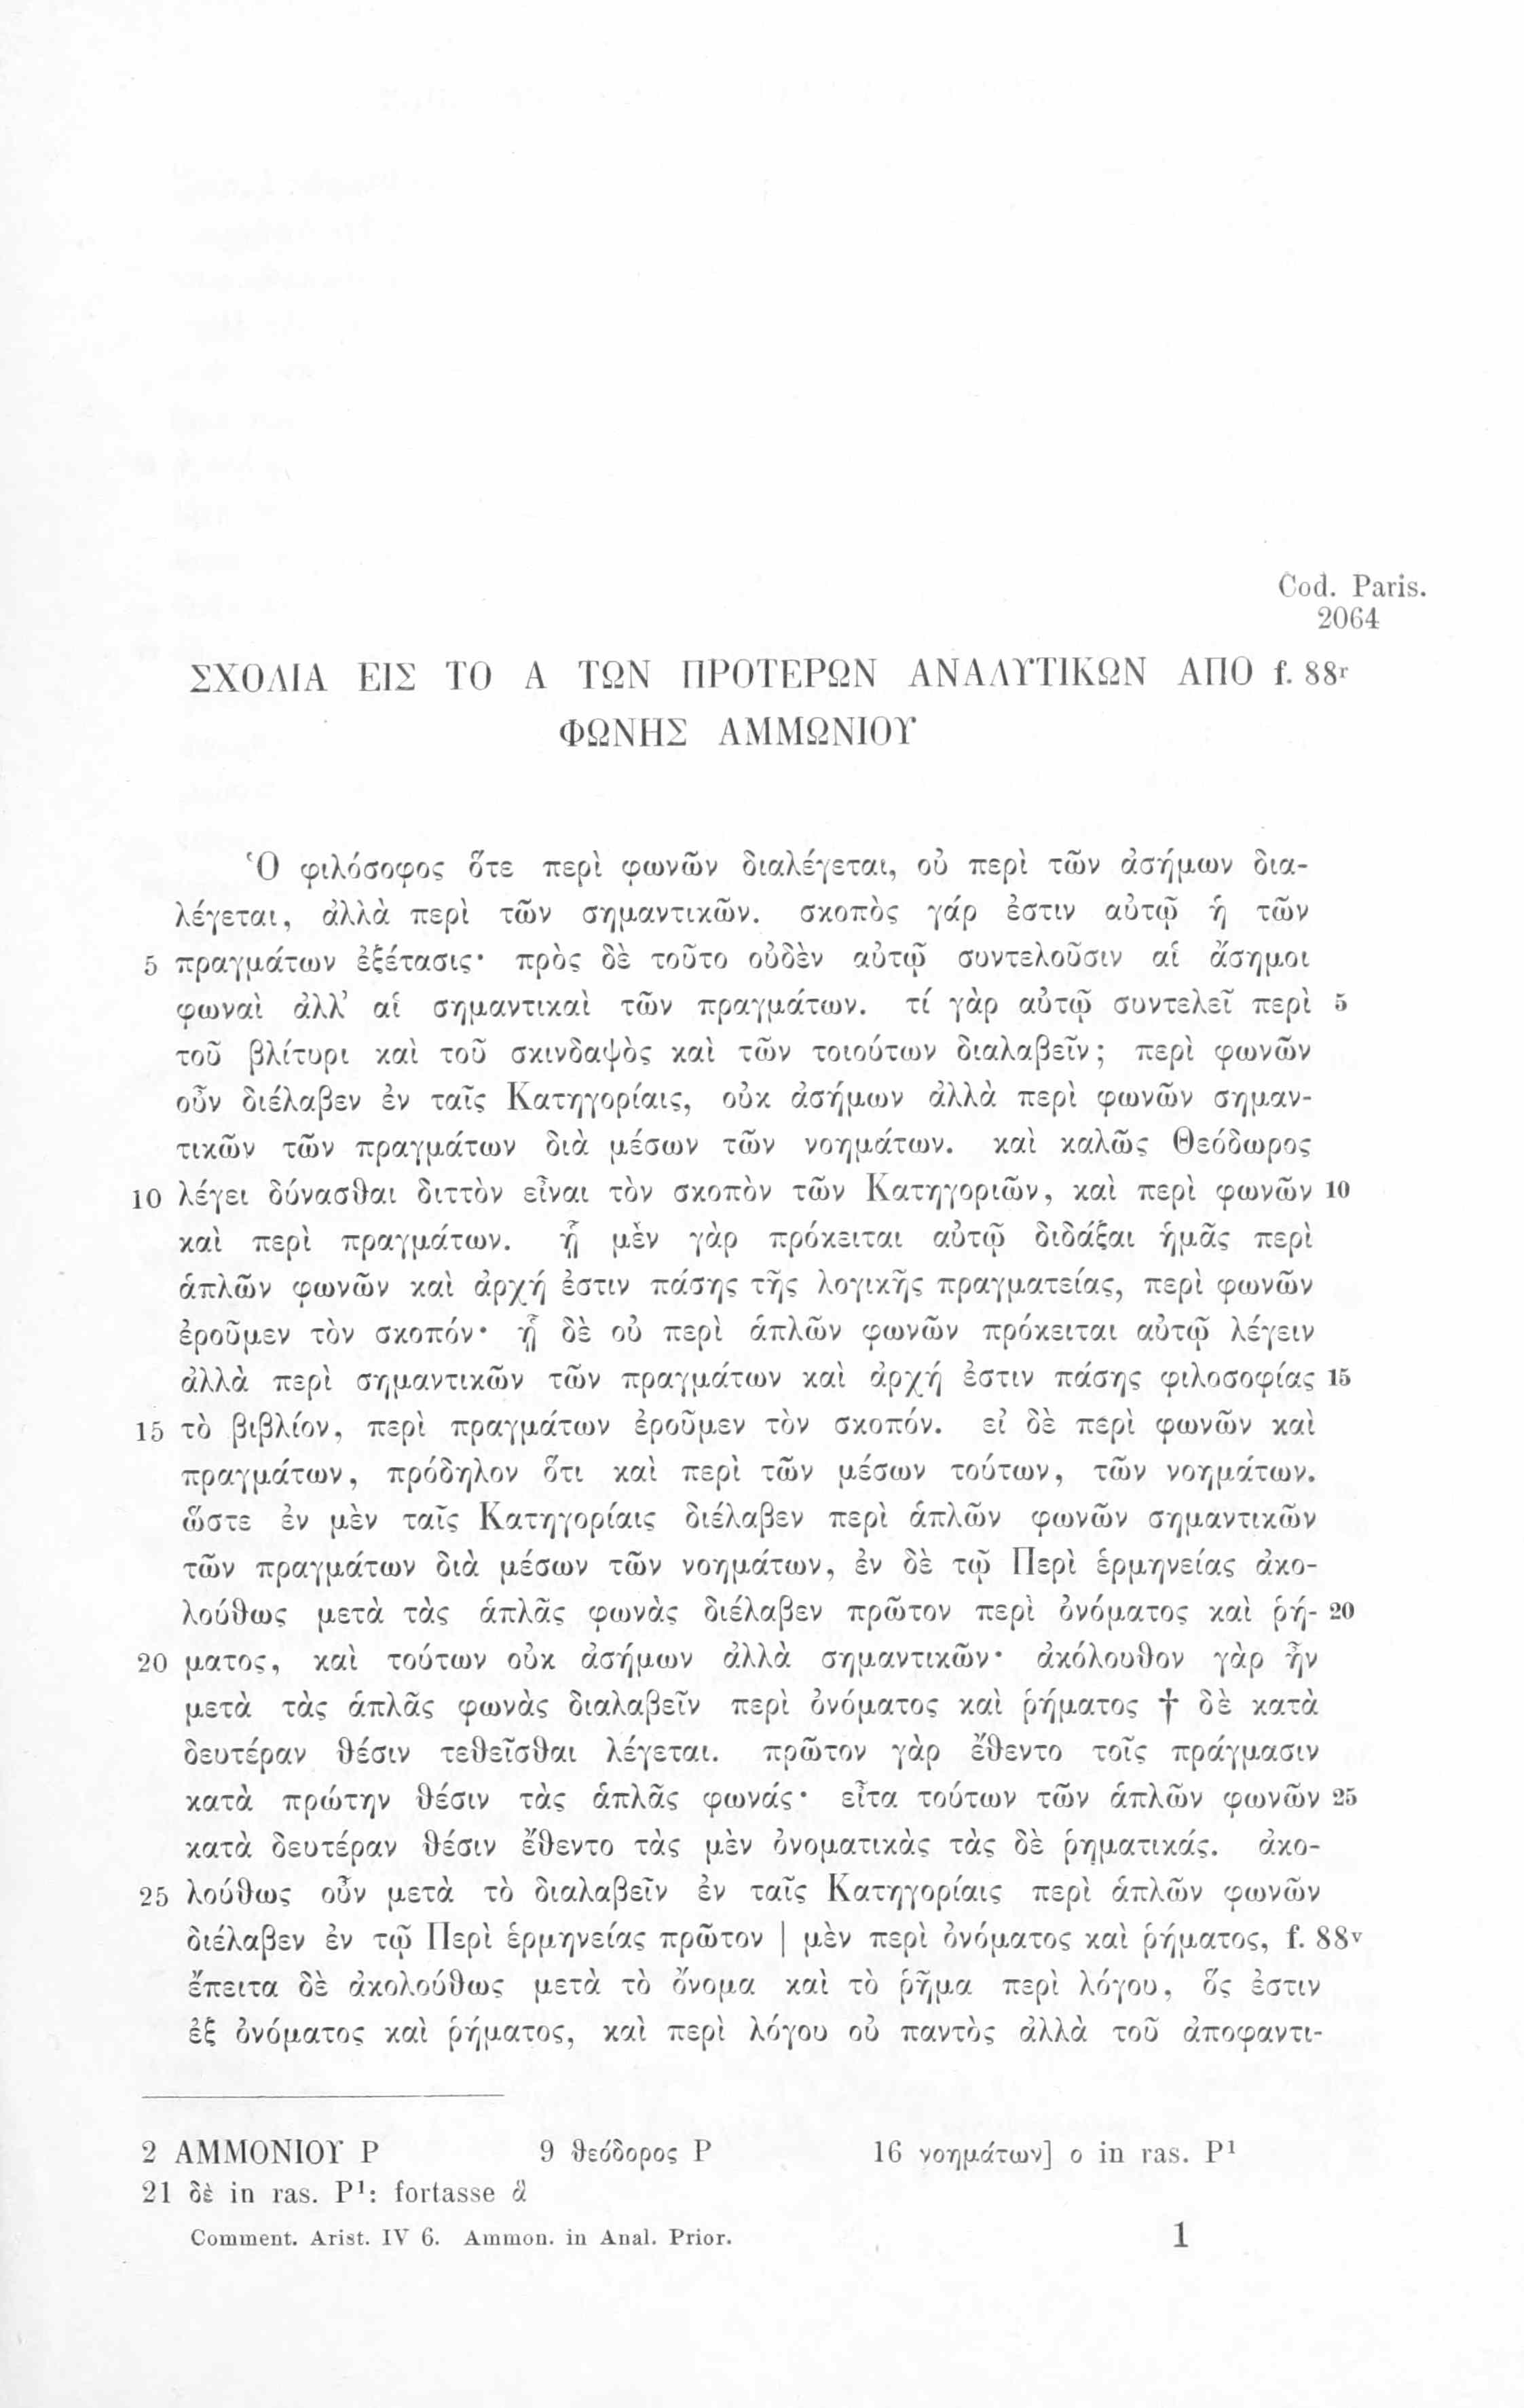 Cod. Paris.
2064
ΣΧΟΛΙΑ ΕΙΣ ΤΟ Α ΤΩΝ ΠΡΟΤΕΡΩΝ ΑΝΑΛΥΤΙΚΩΝ ΑΠΟ f. 88r
ΦΩΝΗΣ ΑΜΜΩΝΙΟΥ
Ὁ φιλόσοφος ὅτε περὶ φωνῶν διαλέγεται, οὐ περὶ τῶν ἀσήμων δια-
λέγεται, ἀλλὰ περὶ τῶν σημαντικῶν. σκοπὸς γάρ ἐστιν αὐτῷ ἡ τῶν
5 πραγμάτων ἐξέτασις· πρὸς δὲ τοῦτο οὐδὲν αὐτῷ συντελοῦσιν αἱ ἄσημοι
φωναὶ ἀλλ’ αἱ σημαντικαὶ τῶν πραγμάτων. τί γὰρ αὐτῷ συντελεῖ περὶ 5
τοῦ βλίτυρι καὶ τοῦ σκινδαψὸς καὶ τῶν τοιούτων διαλαβεῖν; περὶ φωνῶν
οὖν διέλαβεν ἐν ταῖς Κατηγορίαις, οὐκ ἀσήμων ἀλλὰ περὶ φωνῶν σημαν-
τικῶν τῶν πραγμάτων διὰ μέσων τῶν νοημάτων. καὶ καλῶς Θεόδωρος
10 λέγει δύνασθαι διττὸν εἶναι τὸν σκοπὸν τῶν Κατηγοριῶν, καὶ περὶ φωνῶν 10
καὶ περὶ πραγμάτων. ᾗ μὲν γὰρ πρόκειται αὐτῷ διδάξαι ἡμᾶς περὶ
ἁπλῶν φωνῶν καὶ ἀρχή ἐστιν πάσης τῆς λογικῆς πραγματείας, περὶ φωνῶν
ἐροῦμεν τὸν σκοπόν· ᾗ δὲ οὐ περὶ ἁπλῶν φωνῶν πρόκειται αὐτῷ λέγειν
ἀλλὰ περὶ σημαντικῶν τῶν πραγμάτων καὶ ἀρχή ἐστιν πάσης φιλοσοφίας 15
15 τὸ βιβλίον, περὶ πραγμάτων ἐροῦμεν τὸν σκοπόν. εἰ δὲ περὶ φωνῶν καὶ
πραγμάτων, πρόδηλον ὅτι καὶ περὶ τῶν μέσων τούτων, τῶν νοημάτων.
ὥστε ἐν μὲν ταῖς Κατηγορίαις διέλαβεν περὶ ἁπλῶν φωνῶν σημαντικῶν
τῶν πραγμάτων διὰ μέσων τῶν νοημάτων, ἐν δὲ τῷ Περὶ ἑρμηνείας ἀκο-
λούθως μετὰ τὰς ἁπλᾶς φωνὰς διέλαβεν πρῶτον περὶ ὀνόματος καὶ ῥή- 20
20 ματος, καὶ τούτων οὐκ ἀσήμων ἀλλὰ σημαντικῶν· ἀκόλουθον γὰρ ἦν
μετὰ τὰς ἁπλᾶς φωνὰς διαλαβεῖν περὶ ὀνόματος καὶ ῥήματος † δὲ κατὰ
δευτέραν θέσιν τεθεῖσθαι λέγεται. πρῶτον γὰρ ἔθεντο τοῖς πράγμασιν
κατὰ πρώτην θέσιν τὰς ἁπλᾶς φωνάς· εἶτα τούτων τῶν ἁπλῶν φωνῶν 25
κατὰ δευτέραν θέσιν ἔθεντο τὰς μὲν ὀνοματικὰς τὰς δὲ ῥηματικάς. ἀκο-
25 λούθως οὖν μετὰ τὸ διαλαβεῖν ἐν ταῖς Κατηγορίαις περὶ ἁπλῶν φωνῶν
διέλαβεν ἐν τῷ Περὶ ἑρμηνείας πρῶτον | μὲν περὶ ὀνόματος καὶ ῥήματος, f. 88v
ἔπειτα δὲ ἀκολούθως μετὰ τὸ ὄνομα καὶ τὸ ῥῆμα περὶ λόγου, ὅς ἐστιν
ἐξ ὀνόματος καὶ ῥήματος, καὶ περὶ λόγου οὐ παντὸς ἀλλὰ τοῦ ἀποφαντι-
2 ΑΜΜΟΝΙΟΥ P 9 θεόδορος P 16 νοημάτων] ο in ras. P1
21 δὲ in ras. P1: fortasse ἃ
Comment. Arist. IV 6. Ammon. in Anal. Prior. 1